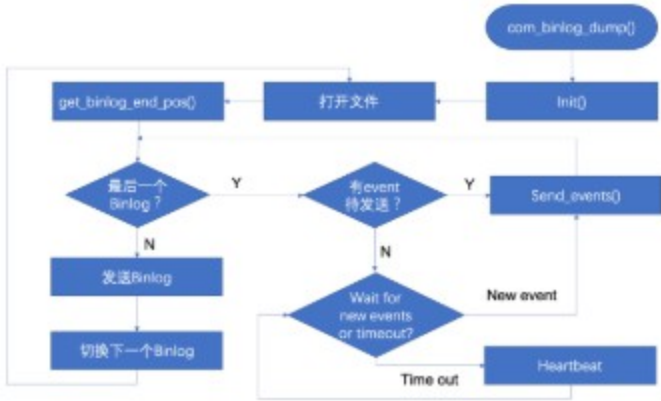 com_binlog_dump()
get_binlog_end_pos()
打开文件
Init()
最后一个
Binlog？
Y
有event
待发送？
Y
Send_events()
N
N
发送Binlog
Wait for
new events
or timeout?
New event
切换下一个Binlog
Time out
Heartbeat